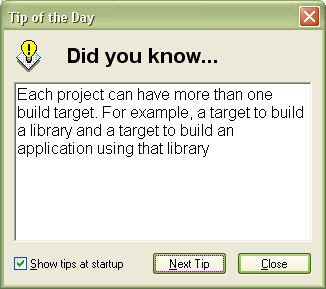 Tip of the Day
Did you know...
Each project can have more than one
build target. For example, a target to build
a library and a target to build an
application using that library
Show tips at startup
Next Tip
Close